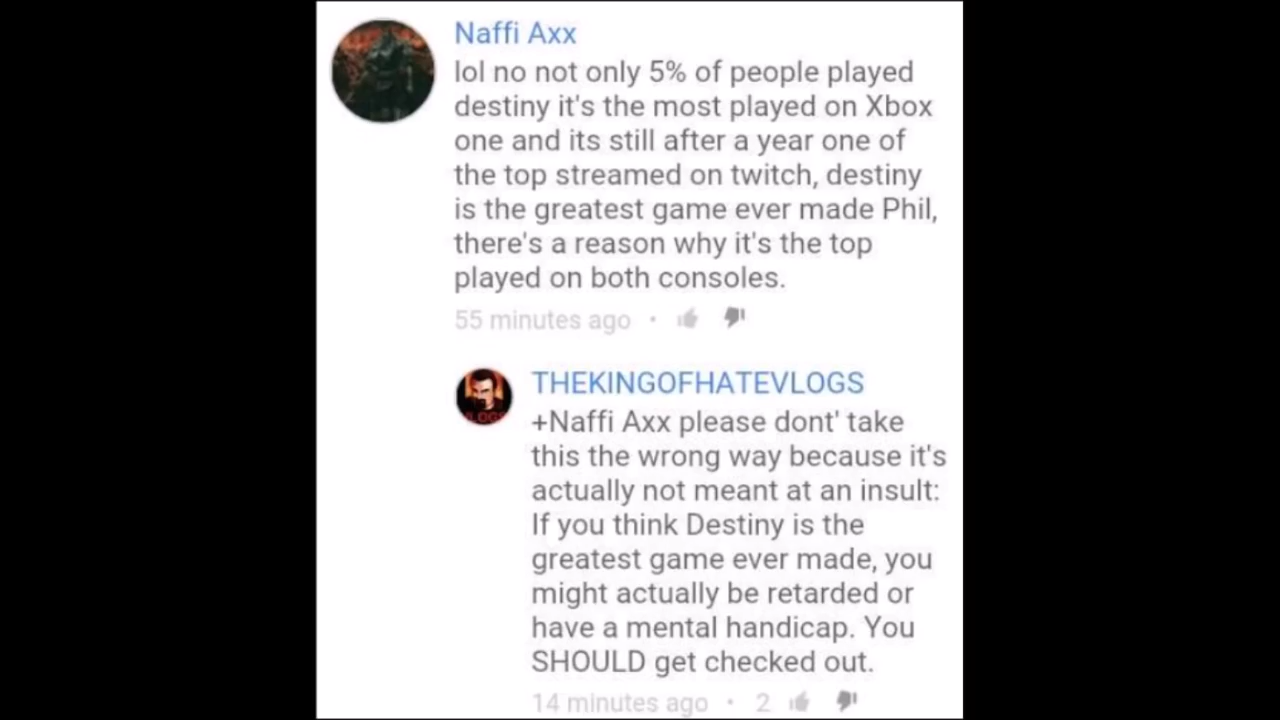 Naffi Axx
lol no not only 5% of people played
destiny it's the most played on Xbox
one and its still after a year one of
the top streamed on twitch, destiny
is the greatest game ever made Phil,
there's a reason why it's the top
played on both consoles.
55 minutes ago •
THEKINGOFHATEVLOGS
+Naffi Axx please dont' take
this the wrong way because it's
actually not meant at an insult:
If you think Destiny is the
greatest game ever made, you
might actually be retarded or
have a mental handicap. You
SHOULD get checked out.
14 minutes ago • 2